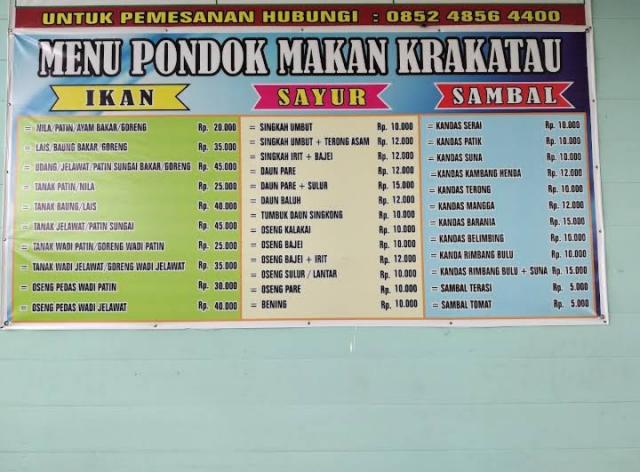 UNTUK PEMESANAN HUBUNGI : 0852 4856 4400
MENU PONDOK MAKAN KRAKATAU
IKAN
= NILA/PATIN/AYAM BAKAR/GORENG Rp. 20.000
= LAIS/BAUNG BAKAR/GORENG Rp. 35.000
= UDANG/JELAWAT/PATIN SUNGAI BAKAR/GORENG Rp. 45.000
= TANAK PATIN/NILA Rp. 25.000
= TANAK BAUNG/LAIS Rp. 40.000
= TANAK JELAWAT/PATIN SUNGAI Rp. 45.000
= TANAK WADI PATIN/GORENG WADI PATIN Rp. 25.000
= TANAK WADI JELAWAT/GORENG WADI JELAWAT Rp. 35.000
= OSENG PEDAS WADI PATIN Rp. 30.000
= OSENG PEDAS WADI JELAWAT Rp. 40.000
SAYUR
= SINGKAH UMBUT Rp. 10.000
= SINGKAH UMBUT + TERONG ASAM Rp. 12.000
= SINGKAH IRIT + BAJEI Rp. 12.000
= DAUN PARE Rp. 12.000
= DAUN PARE + SULUR Rp. 15.000
= DAUN BALUH Rp. 12.000
= TUMBUK DAUN SINGKONG Rp. 10.000
= OSENG KALAKAI Rp. 10.000
= OSENG BAJEI Rp. 10.000
= OSENG BAJEI + IRIT Rp. 12.000
= OSENG SULUR / LANTAR Rp. 10.000
= OSENG PARE Rp. 10.000
= BENING Rp. 10.000
SAMBAL
= KANDAS SERAI Rp. 10.000
= KANDAS PATIK Rp. 10.000
= KANDAS SUNA Rp. 10.000
= KANDAS KAMBANG HENDA Rp. 12.000
= KANDAS TERONG Rp. 10.000
= KANDAS MANGGA Rp. 12.000
= KANDAS BARANIA Rp. 15.000
= KANDAS BELIMBING Rp. 10.000
= KANDA RIMBANG BULU Rp. 10.000
= KANDAS RIMBANG BULU + SUNA Rp. 15.000
= SAMBAL TERASI Rp. 5.000
= SAMBAL TOMAT Rp. 5.000